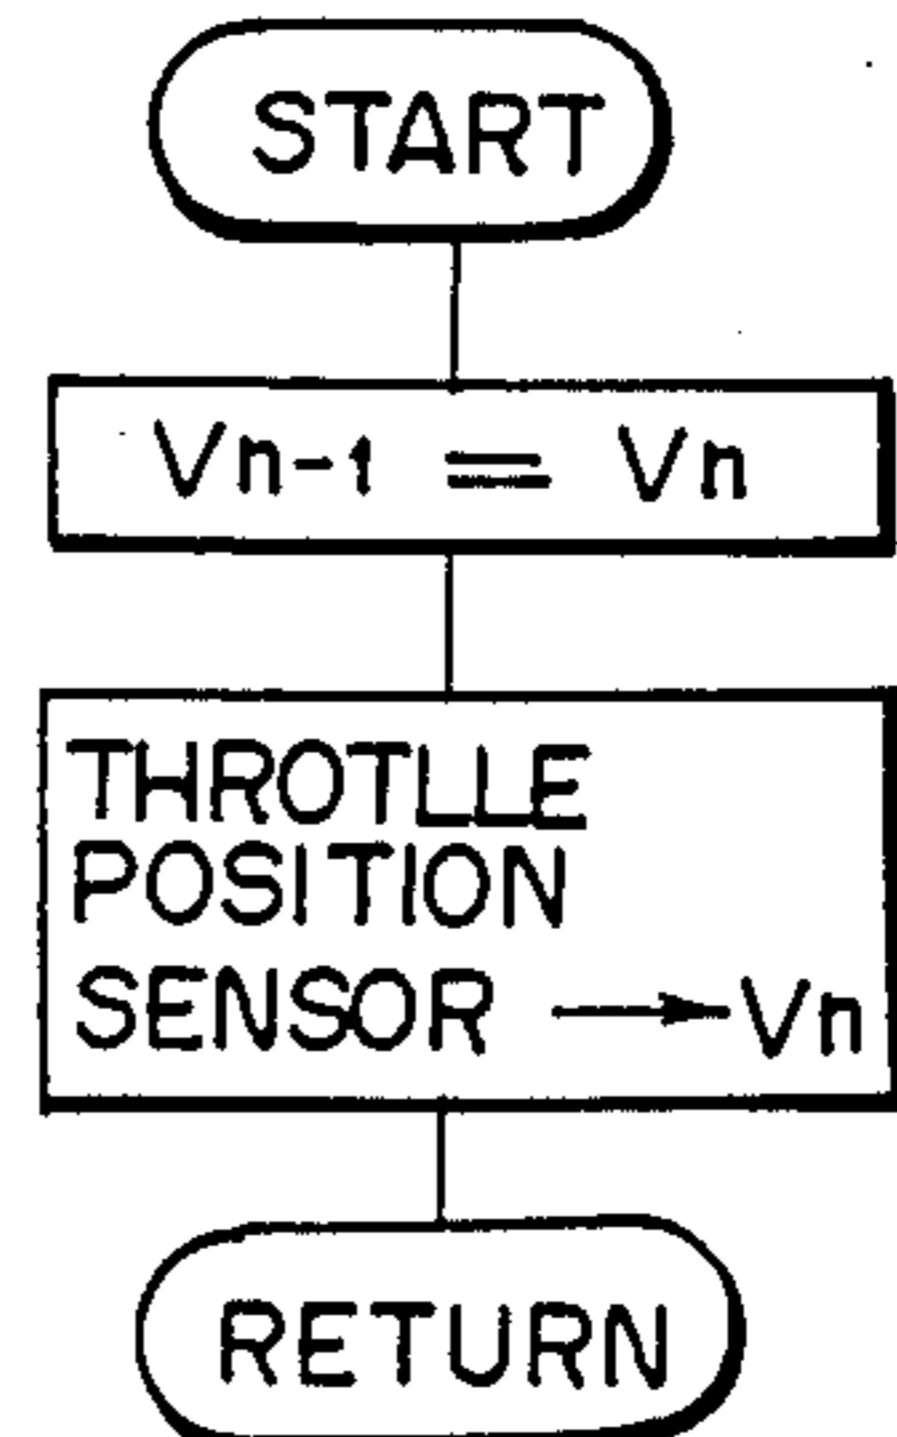 START
Vn-1 = Vn
THROTLLE
POSITION
SENSOR → Vn
RETURN